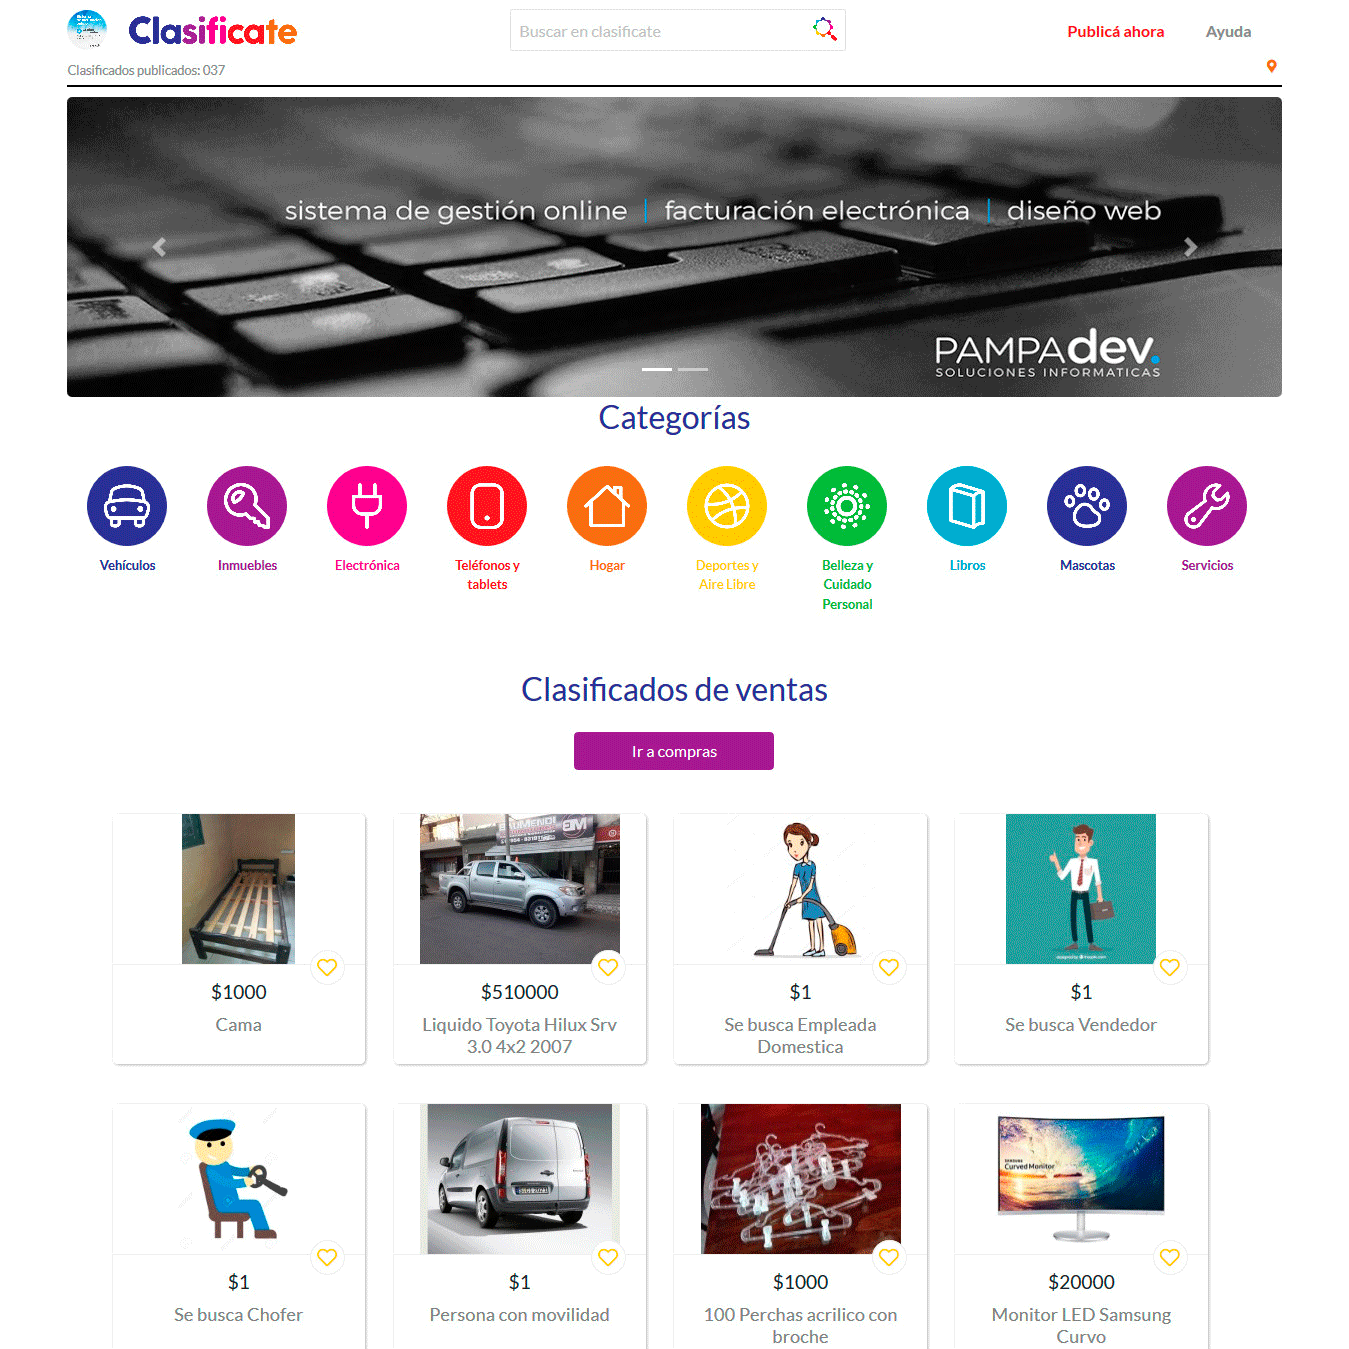 Clasificate
Buscar en clasificate
Publicá ahora
Ayuda
Clasificados publicados: 037
sistema de gestión online | facturación electrónica | diseño web
PAMPAdev.
SOLUCIONES INFORMATICAS
Categorías
Vehículos
Inmuebles
Electrónica
Teléfonos y
tablets
Hogar
Deportes y
Aire Libre
Belleza y
Cuidado
Personal
Libros
Mascotas
Servicios
Clasificados de ventas
Ir a compras
$1000
Cama
$510000
Liquido Toyota Hilux Srv
3.0 4x2 2007
$1
Se busca Empleada
Domestica
$1
Se busca Vendedor
$1
Se busca Chofer
$1
Persona con movilidad
$1000
100 Perchas acrilico con
broche
SAMSUNG
Curved Monitor
$20000
Monitor LED Samsung
Curvo